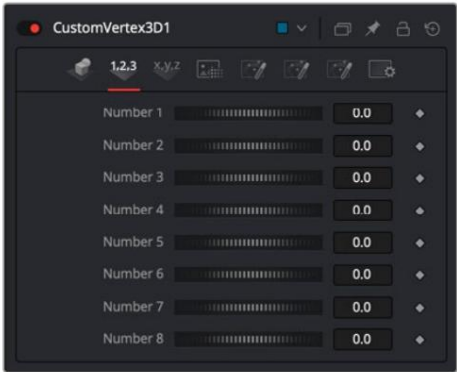 CustomVertex3D1
1,2,3 x,y,z
Number 1 0.0
Number 2 0.0
Number 3 0.0
Number 4 0.0
Number 5 0.0
Number 6 0.0
Number 7 0.0
Number 8 0.0